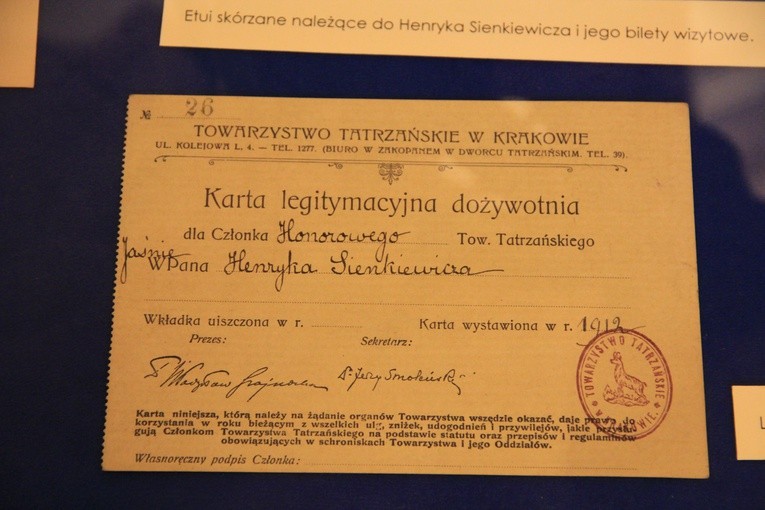 Etui skórzane należące do Henryka Sienkiewicza i jego bilety wizytowe.
№ 26
TOWARZYSTWO TATRZAŃSKIE W KRAKOWIE
UL. KOLEJOWA L. 4. — TEL. 1277. (BIURO W ZAKOPANEM W DWORCU TATRZAŃSKIM. TEL. 39).
Karta legitymacyjna dożywotnia
dla Członka Honorowego Tow. Tatrzańskiego
Jaśnie WPana Henryka Sienkiewicza
Wkładka uiszczona w r. Karta wystawiona w r. 1912
Prezes: Sekretarz:
Władysław Dr Jerzy Smoleński
TOWARZYSTWO TATRZAŃSKIE
Karta niniejsza, którą należy na żądanie organów Towarzystwa wszędzie okazać, daje prawo do
korzystania w roku bieżącym z wszelkich ulg, zniżek, udogodnień i przywilejów, jakie przysłu-
gują Członkom Towarzystwa Tatrzańskiego na podstawie statutu oraz przepisów i regulaminów
obowiązujących w schroniskach Towarzystwa i jego Oddziałów.
Własnoręczny podpis Członka: